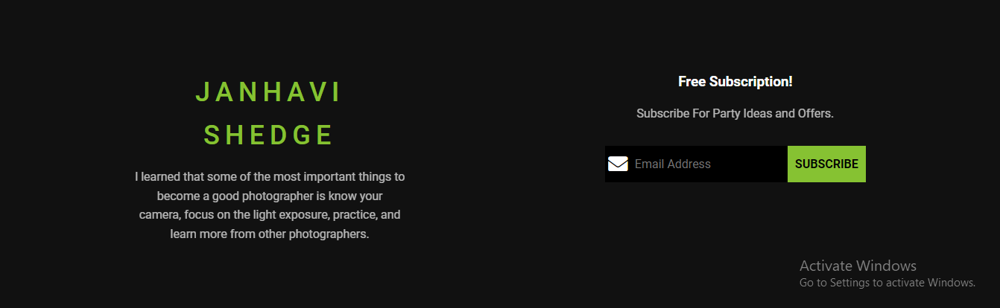 JANHAVI
SHEDGE
I learned that some of the most important things to
become a good photographer is know your
camera, focus on the light exposure, practice, and
learn more from other photographers.
Free Subscription!
Subscribe For Party Ideas and Offers.
Email Address
SUBSCRIBE
Activate Windows
Go to Settings to activate Windows.